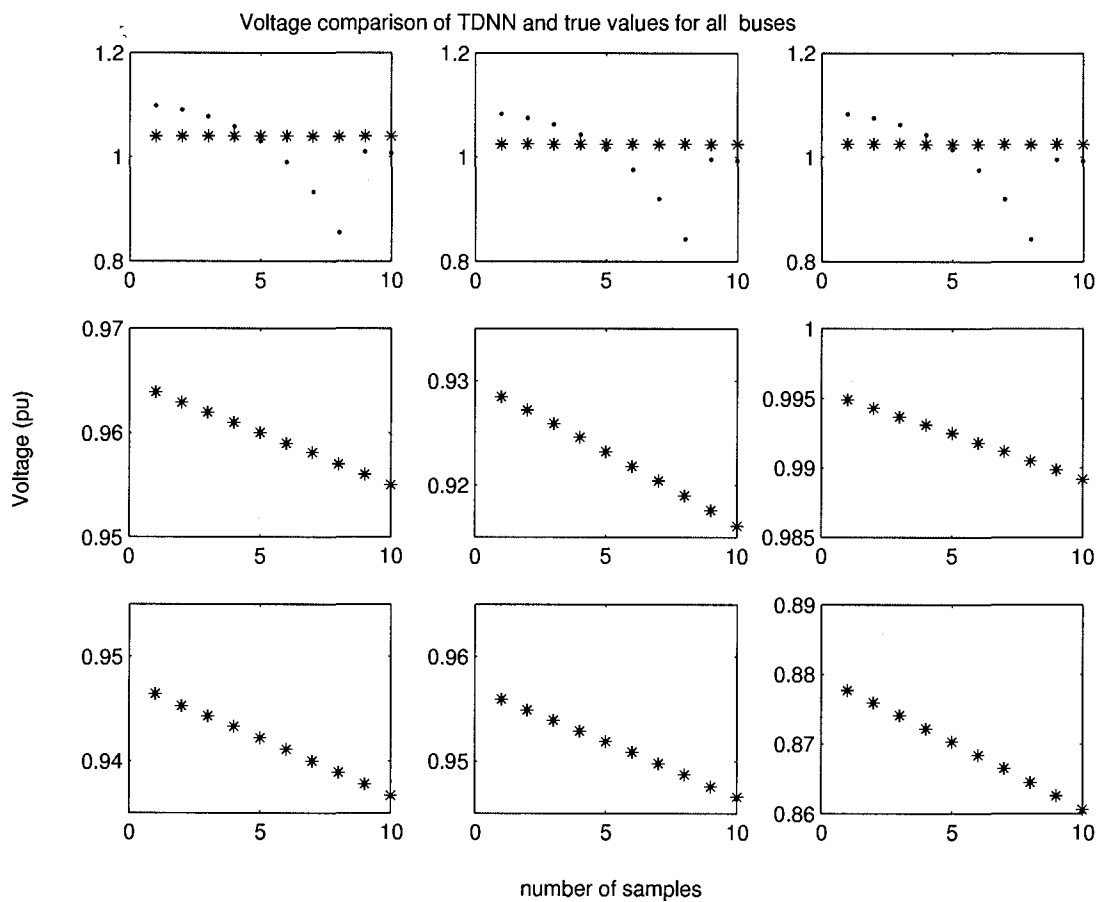 Voltage comparison of TDNN and true values for all buses
1.2 1.2 1.2
1 1 1
0.8 0.8 0.8
0 5 10 0 5 10 0 5 10
0.97 1
0.93 0.995
0.96
0.92 0.99
0.95 0.985
0 5 10 0 5 10 0 5 10
Voltage (pu)
0.89
0.95 0.96 0.88
0.94 0.95 0.87
0.86
0 5 10 0 5 10 0 5 10
number of samples